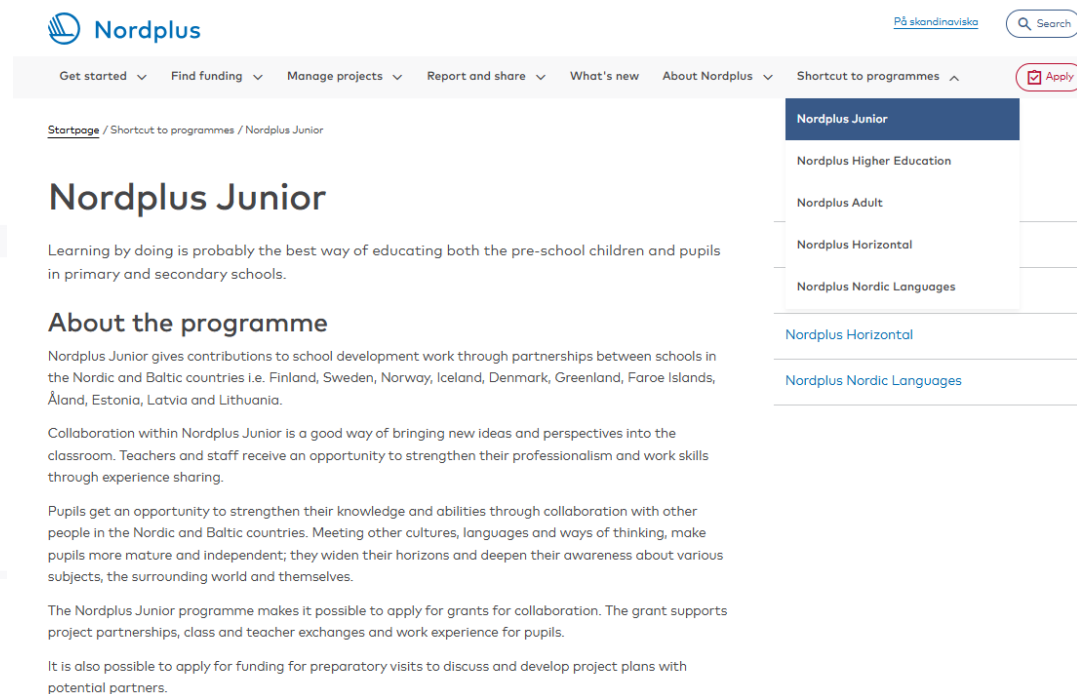 Nordplus
På skandinaviska
Search
Get started
Find funding
Manage projects
Report and share
What's new
About Nordplus
Shortcut to programmes
Apply
Startpage / Shortcut to programmes / Nordplus Junior
Nordplus Junior
Nordplus Higher Education
Nordplus Adult
Nordplus Horizontal
Nordplus Nordic Languages
Nordplus Junior
Learning by doing is probably the best way of educating both the pre-school children and pupils
in primary and secondary schools.
About the programme
Nordplus Junior gives contributions to school development work through partnerships between schools in
the Nordic and Baltic countries i.e. Finland, Sweden, Norway, Iceland, Denmark, Greenland, Faroe Islands,
Åland, Estonia, Latvia and Lithuania.
Collaboration within Nordplus Junior is a good way of bringing new ideas and perspectives into the
classroom. Teachers and staff receive an opportunity to strengthen their professionalism and work skills
through experience sharing.
Pupils get an opportunity to strengthen their knowledge and abilities through collaboration with other
people in the Nordic and Baltic countries. Meeting other cultures, languages and ways of thinking, make
pupils more mature and independent; they widen their horizons and deepen their awareness about various
subjects, the surrounding world and themselves.
The Nordplus Junior programme makes it possible to apply for grants for collaboration. The grant supports
project partnerships, class and teacher exchanges and work experience for pupils.
It is also possible to apply for funding for preparatory visits to discuss and develop project plans with
potential partners.
Nordplus Horizontal
Nordplus Nordic Languages